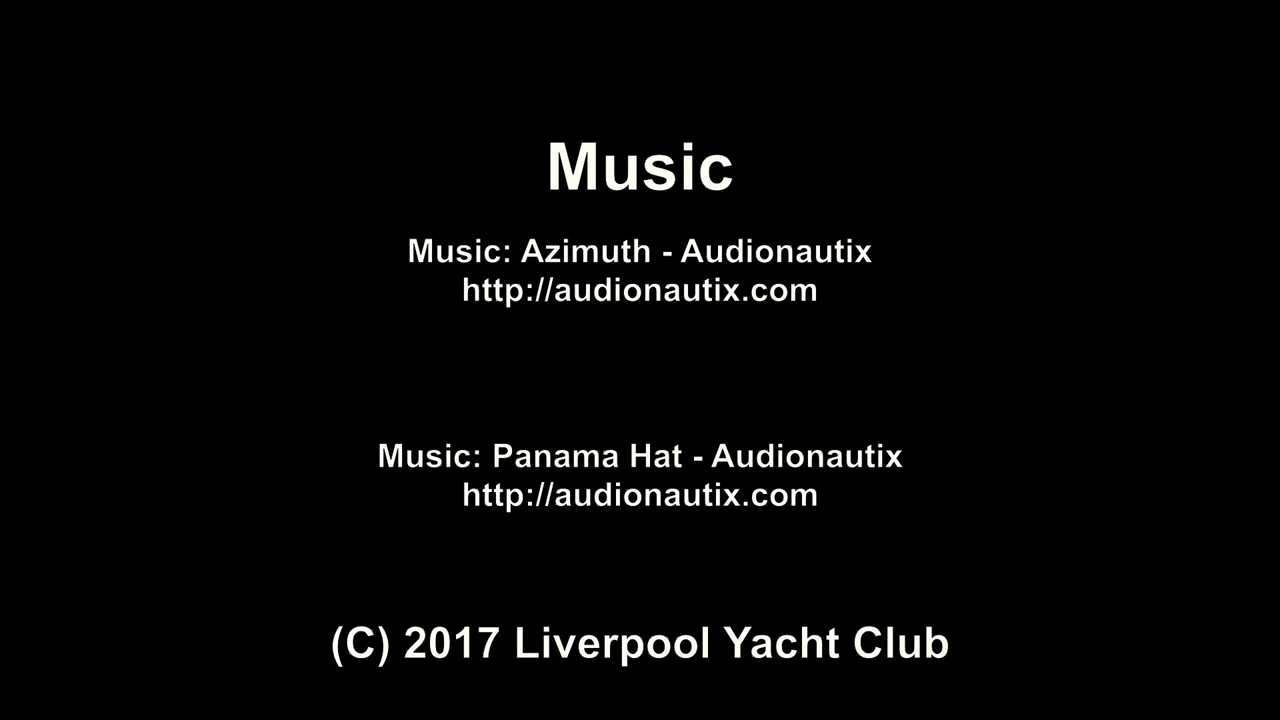 Music
Music: Azimuth - Audionautix
http://audionautix.com
Music: Panama Hat - Audionautix
http://audionautix.com
(C) 2017 Liverpool Yacht Club